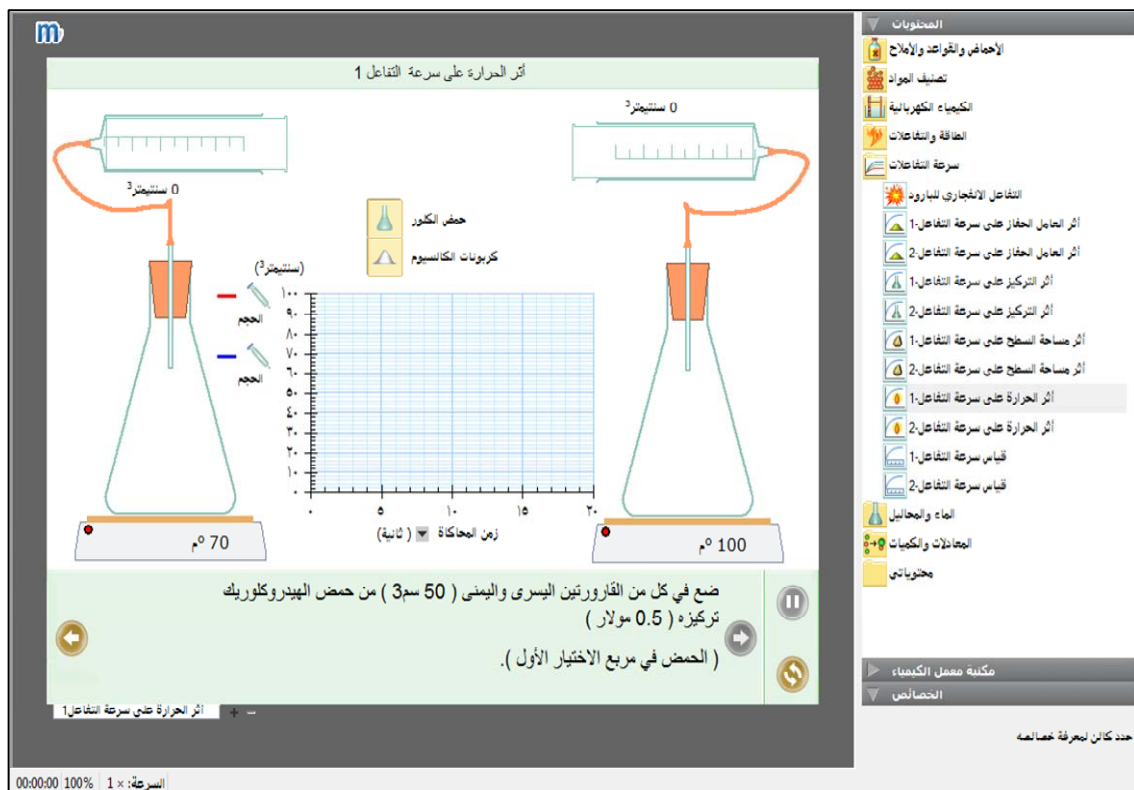 m
أثر الحرارة على سرعة التفاعل 1
0 سنتيمتر³
0 سنتيمتر³
حمض الكلور
كربونات الكالسيوم
(سنتيمتر³)
الحجم
الحجم
١٠٠
٩٠
٨٠
٧٠
٦٠
٥٠
٤٠
٣٠
٢٠
١٠
٠
٠ ٥ ١٠ ١٥ ٢٠
زمن المحاكاة (ثانية)
70 º م
100 º م
ضع في كل من القارورتين اليسرى واليمنى ( 50 سم3 ) من حمض الهيدروكلوريك
تركيزه ( 0.5 مولار )
( الحمض في مربع الاختيار الأول ).
أثر الحرارة على سرعة التفاعل1
+ –
السرعة: × 1
100%
00:00:00
المحتويات
الأحماض والقواعد والأملاح
تصنيف المواد
الكيمياء الكهربائية
الطاقة والتفاعلات
سرعة التفاعلات
التفاعل الانفجاري للبارود
أثر العامل الحفاز على سرعة التفاعل-1
أثر العامل الحفاز على سرعة التفاعل-2
أثر التركيز على سرعة التفاعل-1
أثر التركيز على سرعة التفاعل-2
أثر مساحة السطح على سرعة التفاعل-1
أثر مساحة السطح على سرعة التفاعل-2
أثر الحرارة على سرعة التفاعل-1
أثر الحرارة على سرعة التفاعل-2
قياس سرعة التفاعل-1
قياس سرعة التفاعل-2
الماء والمحاليل
المعادلات والكميات
محتوياتي
مكتبة معمل الكيمياء
الخصائص
حدد كائن لمعرفة خصائصه